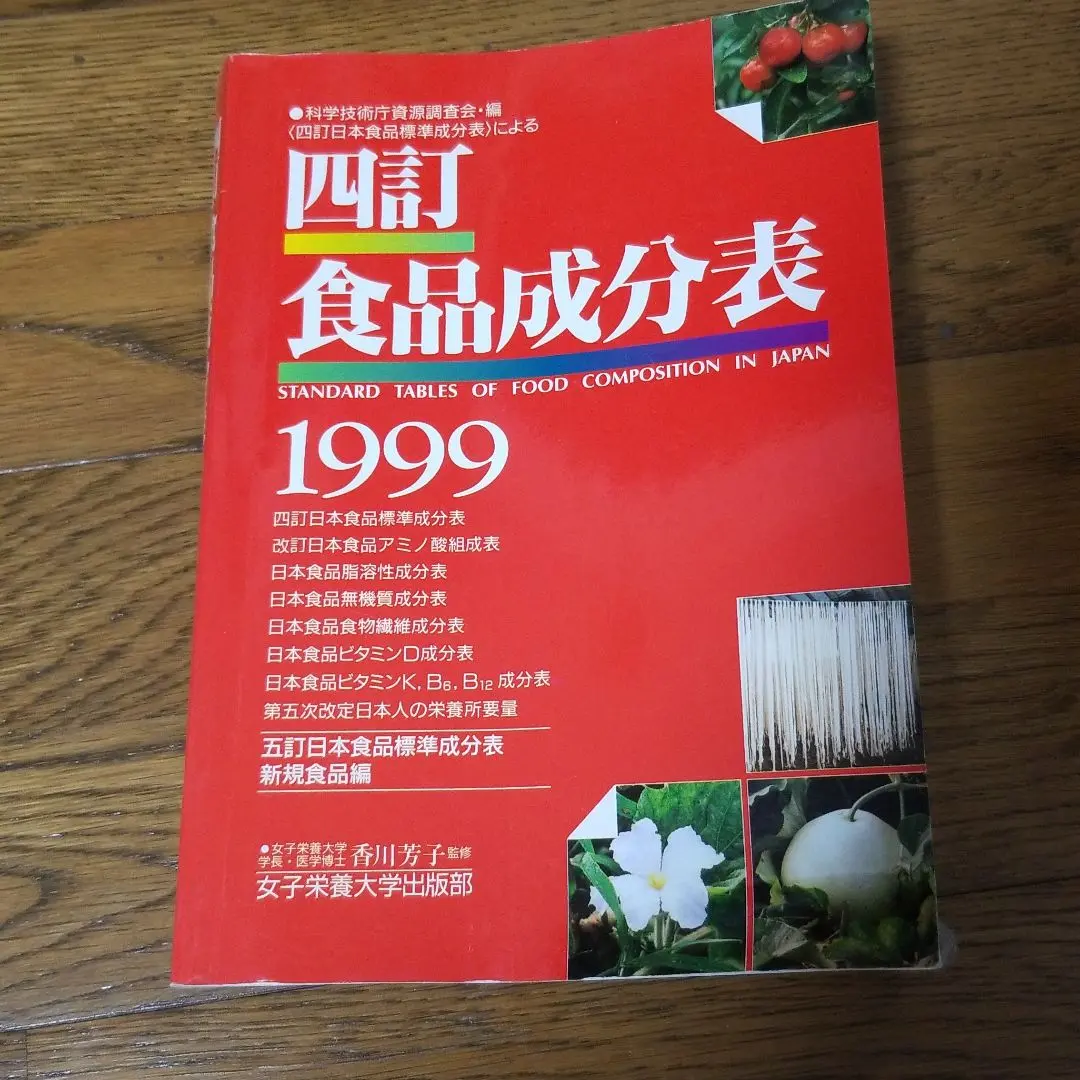 ●科学技術庁資源調査会・編
〈四訂日本食品標準成分表〉による
四訂
食品成分表
STANDARD TABLES OF FOOD COMPOSITION IN JAPAN
1999
四訂日本食品標準成分表
改訂日本食品アミノ酸組成表
日本食品脂溶性成分表
日本食品無機質成分表
日本食品食物繊維成分表
日本食品ビタミンD成分表
日本食品ビタミンK, B6, B12 成分表
第五次改定日本人の栄養所要量
五訂日本食品標準成分表
新規食品編
●女子栄養大学
学長・医学博士 香川芳子 監修
女子栄養大学出版部